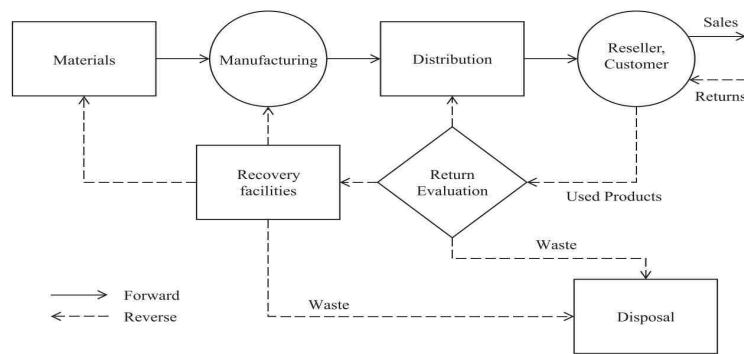 Sales
Materials
Manufacturing
Distribution
Reseller,
Customer
Returns
Recovery
facilities
Return
Evaluation
Used Products
Waste
Waste
Forward
Reverse
Disposal